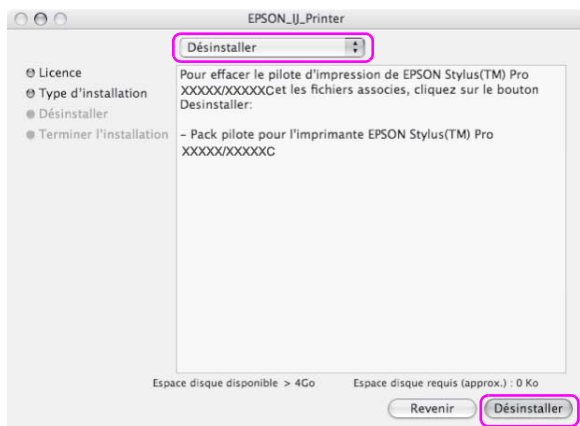 EPSON_IJ_Printer
Désinstaller
Licence
Type d'installation
Désinstaller
Terminer l'installation
Pour effacer le pilote d'impression de EPSON Stylus(TM) Pro
XXXXX/XXXXXCet les fichiers associes, cliquez sur le bouton
Desinstaller:
– Pack pilote pour l'imprimante EPSON Stylus(TM) Pro
XXXXX/XXXXXC
Espace disque disponible > 4Go Espace disque requis (approx.) : 0 Ko
Revenir Désinstaller